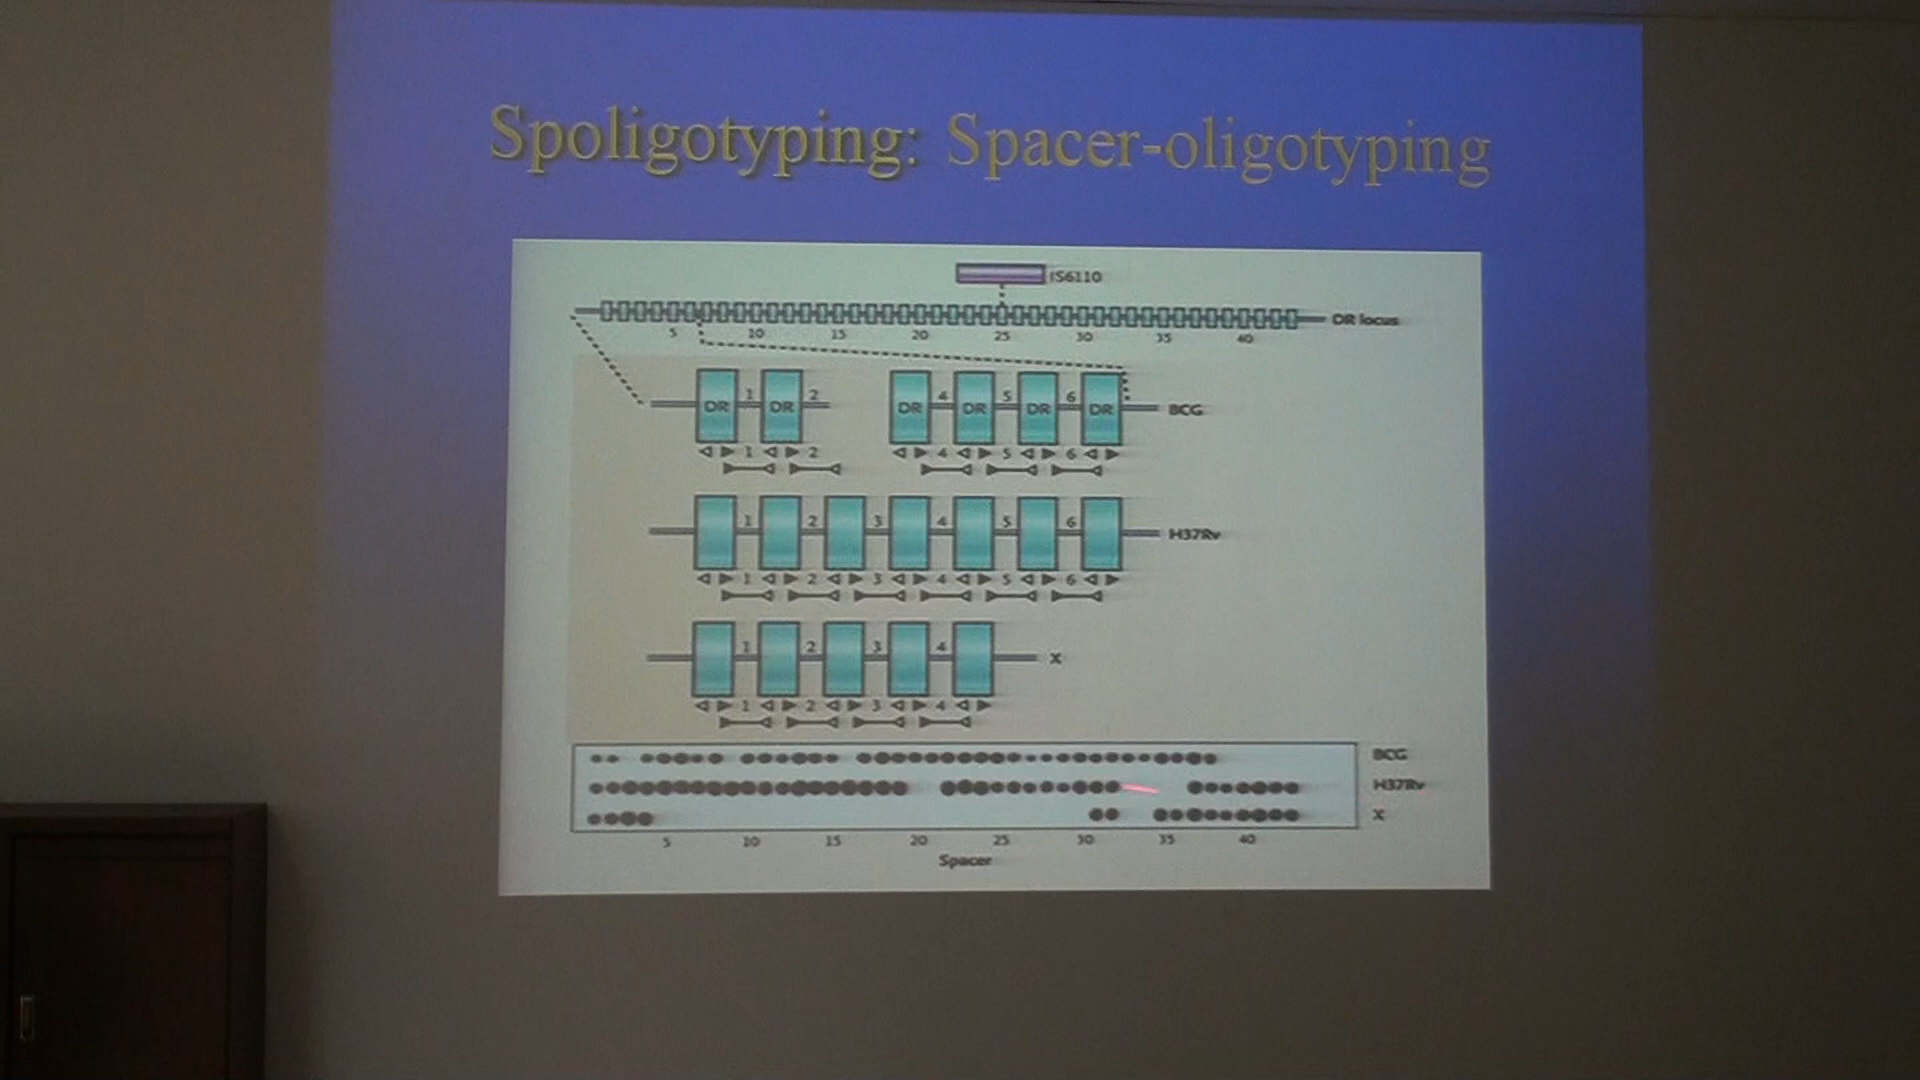 Spoligotyping: Spacer-oligotyping
IS6110
DR locus
5 10 15 20 25 30 35 40
1 2 4 5 6
DR DR DR DR DR DR BCG
1 2 4 5 6
1 2 3 4 5 6
H37Rv
1 2 3 4 5 6
1 2 3 4
X
1 2 3 4
BCG
H37Rv
X
5 10 15 20 25 30 35 40
Spacer